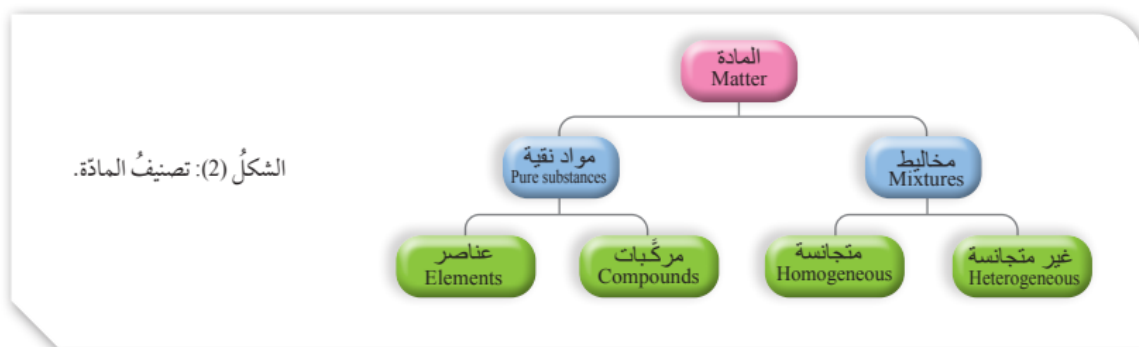 المادة
Matter
مواد نقية
Pure substances
مخاليط
Mixtures
الشكلُ (2): تصنيفُ المادّة.
عناصر
Elements
مركَّبات
Compounds
متجانسة
Homogeneous
غير متجانسة
Heterogeneous